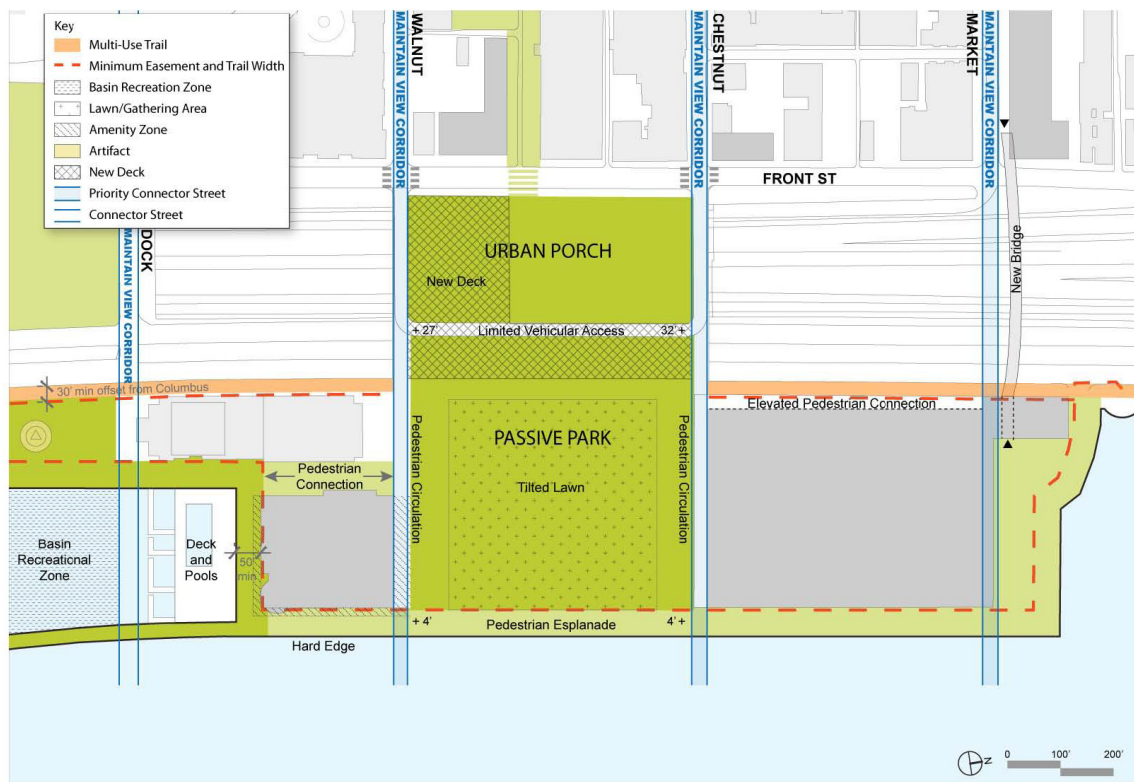 Key
Multi-Use Trail
Minimum Easement and Trail Width
Basin Recreation Zone
Lawn/Gathering Area
Amenity Zone
Artifact
New Deck
Priority Connector Street
Connector Street
DOCK
MAINTAIN VIEW CORRIDOR
WALNUT
MAINTAIN VIEW CORRIDOR
CHESTNUT
MAINTAIN VIEW CORRIDOR
MARKET
MAINTAIN VIEW CORRIDOR
FRONT ST
URBAN PORCH
New Deck
New Bridge
+ 27'
Limited Vehicular Access
32' +
30' min offset from Columbus
Elevated Pedestrian Connection
PASSIVE PARK
Pedestrian Connection
Pedestrian Circulation
Tilted Lawn
Pedestrian Circulation
Basin
Recreational
Zone
Deck
and
Pools
50'
min
+ 4'
Pedestrian Esplanade
4' +
Hard Edge
N
0
100'
200'